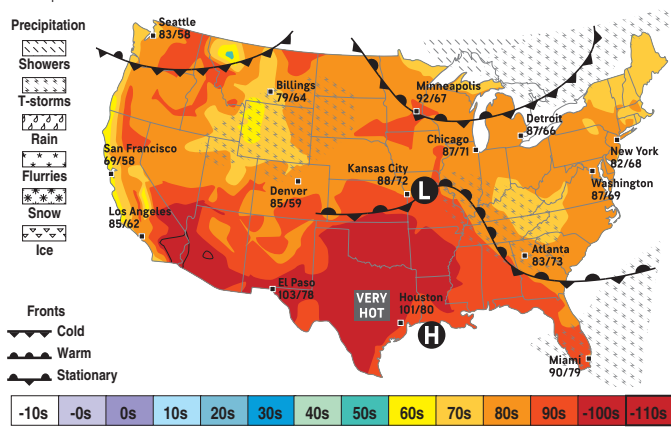 Precipitation
Showers
T-storms
Rain
Flurries
Snow
Ice
Fronts
Cold
Warm
Stationary
Seattle
83/58
Billings
79/64
Minneapolis
92/67
Detroit
87/66
Chicago
87/71
New York
82/68
San Francisco
69/58
Kansas City
88/72
Washington
87/69
Denver
85/59
L
Los Angeles
85/62
Atlanta
83/73
El Paso
103/78
VERY
HOT
Houston
101/80
H
Miami
90/79
-10s -0s 0s 10s 20s 30s 40s 50s 60s 70s 80s 90s -100s -110s